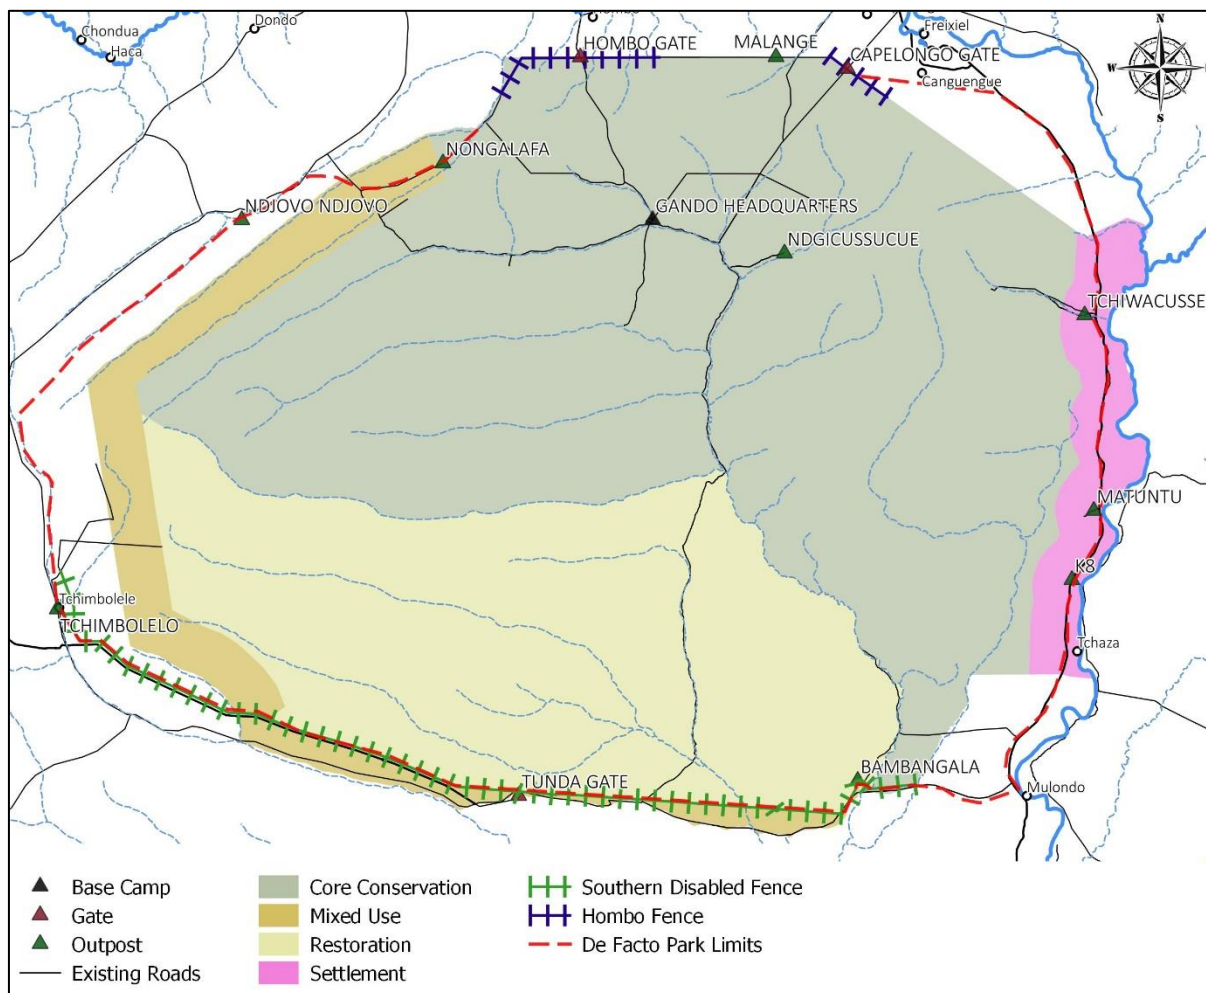 Dondo
Chondua
Haca
HOMBO GATE
MALANGE
Freixiel
CAPELONGO GATE
Canguengue
N
W
E
S
NONGALAFA
NDJOVO NDJOVO
GANDO HEADQUARTERS
NDGICUSSUCUE
TCHIWACUSSE
MATUNTU
K8
Tchimbolele
TCHIMBOLELO
Tchaza
BAMBANGALA
TUNDA GATE
Mulondo
Base Camp
Gate
Outpost
Existing Roads
Core Conservation
Mixed Use
Restoration
Settlement
Southern Disabled Fence
Hombo Fence
De Facto Park Limits